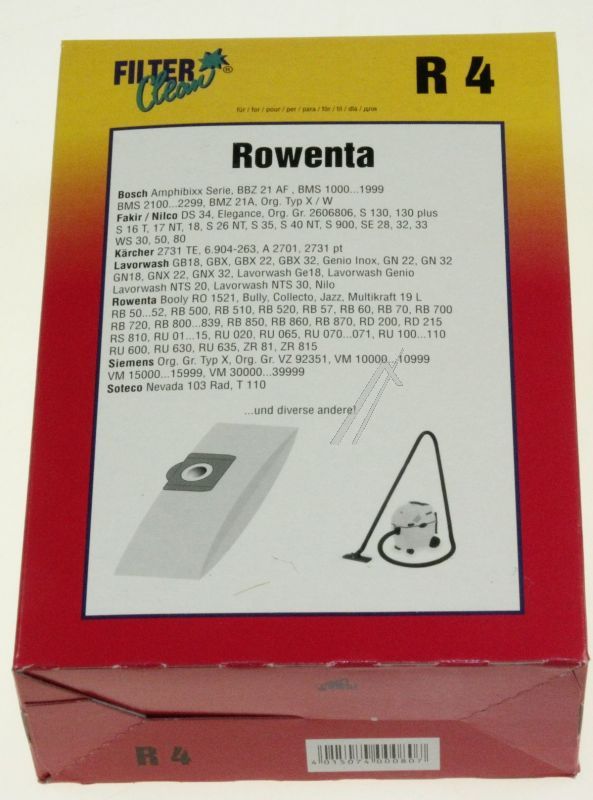 FILTER Clean ®
R 4
für / for / pour / per / para / för / til / dla / для
Rowenta
Bosch Amphibixx Serie, BBZ 21 AF , BMS 1000...1999
BMS 2100...2299, BMZ 21A, Org. Typ X / W
Fakir / Nilco DS 34, Elegance, Org. Gr. 2606806, S 130, 130 plus
S 16 T, 17 NT, 18, S 26 NT, S 35, S 40 NT, S 900, SE 28, 32, 33
WS 30, 50, 80
Kärcher 2731 TE, 6.904-263, A 2701, 2731 pt
Lavorwash GB18, GBX, GBX 22, GBX 32, Genio Inox, GN 22, GN 32
GN18, GNX 22, GNX 32, Lavorwash Ge18, Lavorwash Genio
Lavorwash NTS 20, Lavorwash NTS 30, Nilo
Rowenta Booly RO 1521, Bully, Collecto, Jazz, Multikraft 19 L
RB 50...52, RB 500, RB 510, RB 520, RB 57, RB 60, RB 70, RB 700
RB 720, RB 800...839, RB 850, RB 860, RB 870, RD 200, RD 215
RS 810, RU 01...15, RU 020, RU 065, RU 070...071, RU 100...110
RU 600, RU 630, RU 635, ZR 81, ZR 815
Siemens Org. Gr. Typ X, Org. Gr. VZ 92351, VM 10000...10999
VM 15000...15999, VM 30000...39999
Soteco Nevada 103 Rad, T 110
...und diverse andere!
R 4
4 015074 000807